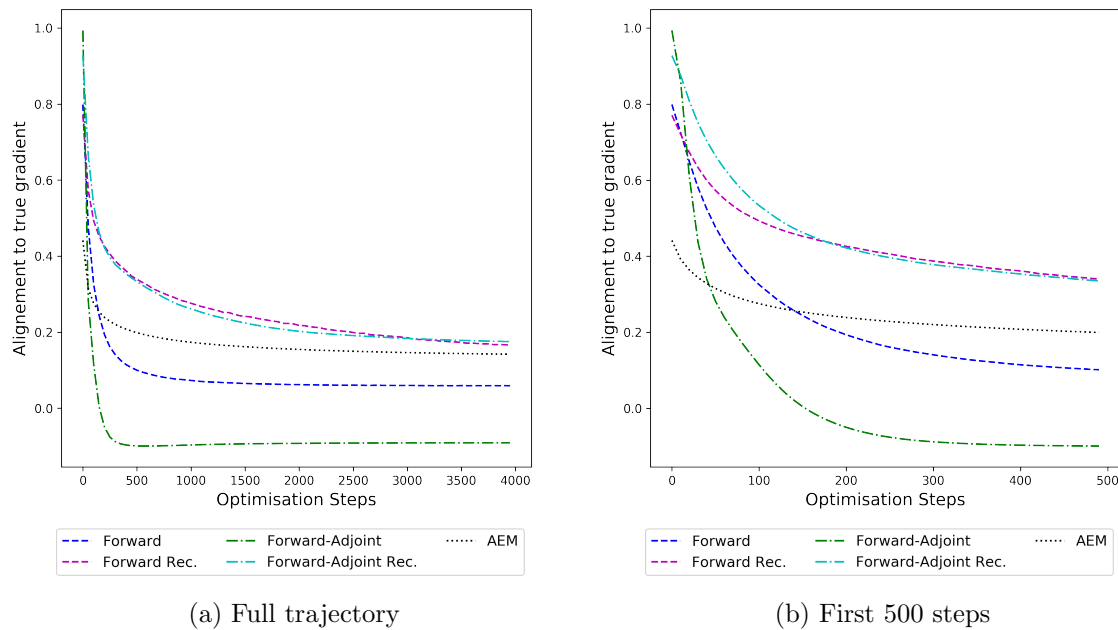 1.0
0.8
0.6
0.4
0.2
0.0
Alignement to true gradient
0 500 1000 1500 2000 2500 3000 3500 4000
Optimisation Steps
Forward Forward-Adjoint AEM
Forward Rec. Forward-Adjoint Rec.
(a) Full trajectory
1.0
0.8
0.6
0.4
0.2
0.0
Alignement to true gradient
0 100 200 300 400 500
Optimisation Steps
Forward Forward-Adjoint AEM
Forward Rec. Forward-Adjoint Rec.
(b) First 500 steps